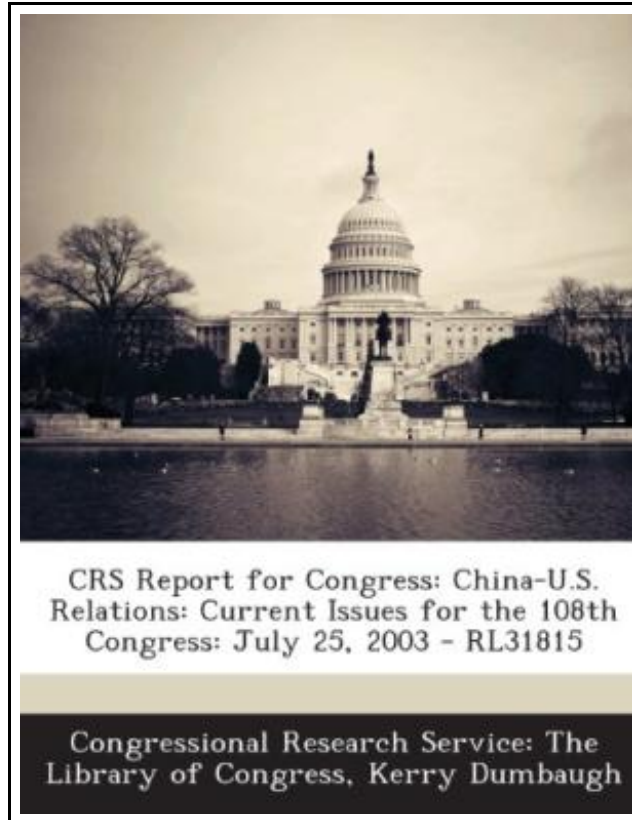 CRS Report for Congress: China-U.S.
Relations: Current Issues for the 108th
Congress: July 25, 2003 - RL31815
Congressional Research Service: The
Library of Congress, Kerry Dumbaugh